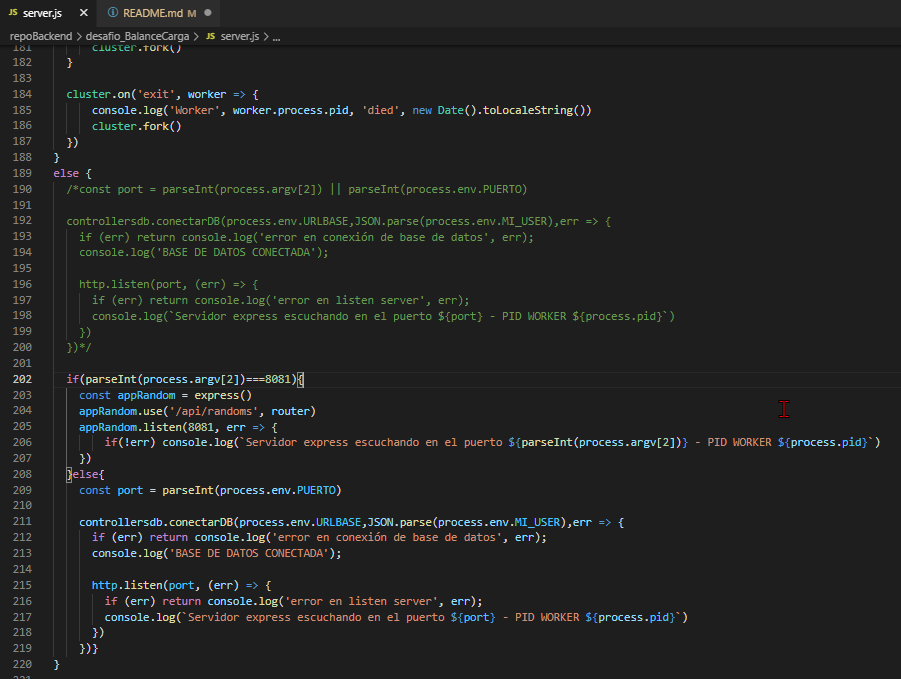 JS server.js × ⓘ README.md M ●
repoBackend > desafio_BalanceCarga > JS server.js > ...
181 cluster.fork()
182 }
183
184 cluster.on('exit', worker => {
185 console.log('Worker', worker.process.pid, 'died', new Date().toLocaleString())
186 cluster.fork()
187 })
188 }
189 else {
190 /*const port = parseInt(process.argv[2]) || parseInt(process.env.PUERTO)
191
192 controllersdb.conectarDB(process.env.URLBASE,JSON.parse(process.env.MI_USER),err => {
193 if (err) return console.log('error en conexión de base de datos', err);
194 console.log('BASE DE DATOS CONECTADA');
195
196 http.listen(port, (err) => {
197 if (err) return console.log('error en listen server', err);
198 console.log(`Servidor express escuchando en el puerto ${port} - PID WORKER ${process.pid}`)
199 })
200 })*/
201
202 if(parseInt(process.argv[2])===8081){
203 const appRandom = express()
204 appRandom.use('/api/randoms', router)
205 appRandom.listen(8081, err => {
206 if(!err) console.log(`Servidor express escuchando en el puerto ${parseInt(process.argv[2])} - PID WORKER ${process.pid}`)
207 })
208 }else{
209 const port = parseInt(process.env.PUERTO)
210
211 controllersdb.conectarDB(process.env.URLBASE,JSON.parse(process.env.MI_USER),err => {
212 if (err) return console.log('error en conexión de base de datos', err);
213 console.log('BASE DE DATOS CONECTADA');
214
215 http.listen(port, (err) => {
216 if (err) return console.log('error en listen server', err);
217 console.log(`Servidor express escuchando en el puerto ${port} - PID WORKER ${process.pid}`)
218 })
219 })}
220 }